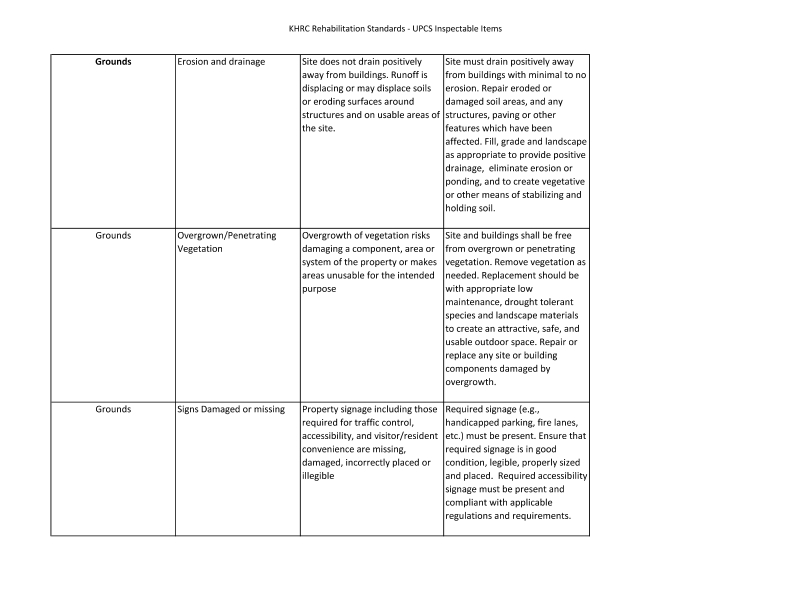 KHRC Rehabilitation Standards - UPCS Inspectable Items
Grounds
Erosion and drainage
Site does not drain positively
away from buildings. Runoff is
displacing or may displace soils
or eroding surfaces around
structures and on usable areas of
the site.
Site must drain positively away
from buildings with minimal to no
erosion. Repair eroded or
damaged soil areas, and any
structures, paving or other
features which have been
affected. Fill, grade and landscape
as appropriate to provide positive
drainage,  eliminate erosion or
ponding, and to create vegetative
or other means of stabilizing and
holding soil.
Grounds
Overgrown/Penetrating
Vegetation
Overgrowth of vegetation risks
damaging a component, area or
system of the property or makes
areas unusable for the intended
purpose
Site and buildings shall be free
from overgrown or penetrating
vegetation. Remove vegetation as
needed. Replacement should be
with appropriate low
maintenance, drought tolerant
species and landscape materials
to create an attractive, safe, and
usable outdoor space. Repair or
replace any site or building
components damaged by
overgrowth.
Grounds
Signs Damaged or missing
Property signage including those
required for traffic control,
accessibility, and visitor/resident
convenience are missing,
damaged, incorrectly placed or
illegible
Required signage (e.g.,
handicapped parking, fire lanes,
etc.) must be present. Ensure that
required signage is in good
condition, legible, properly sized
and placed.  Required accessibility
signage must be present and
compliant with applicable
regulations and requirements.